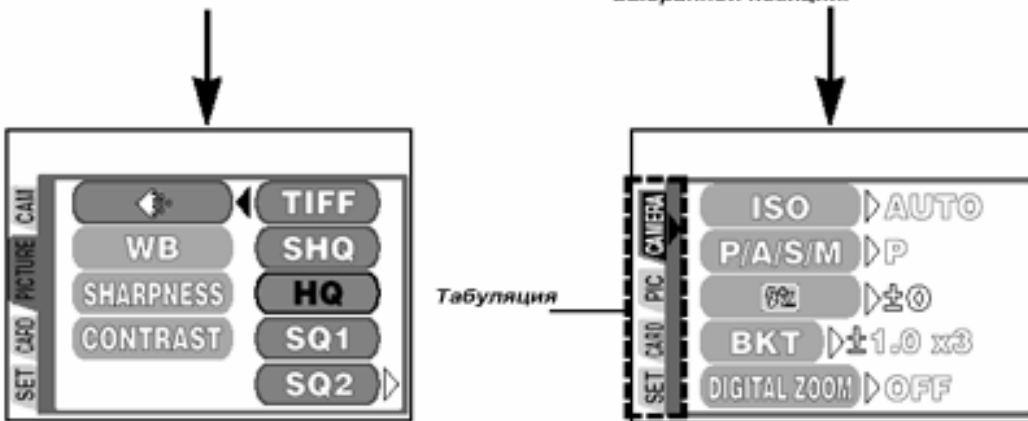 CAM
PICTURE
CARD
SET
TIFF
WB
SHQ
SHARPNESS
HQ
CONTRAST
SQ1
SQ2
Табуляция
CAMERA
PIC
CARD
SET
ISO AUTO
P/A/S/M P
±0
BKT ±1.0 x3
DIGITAL ZOOM OFF